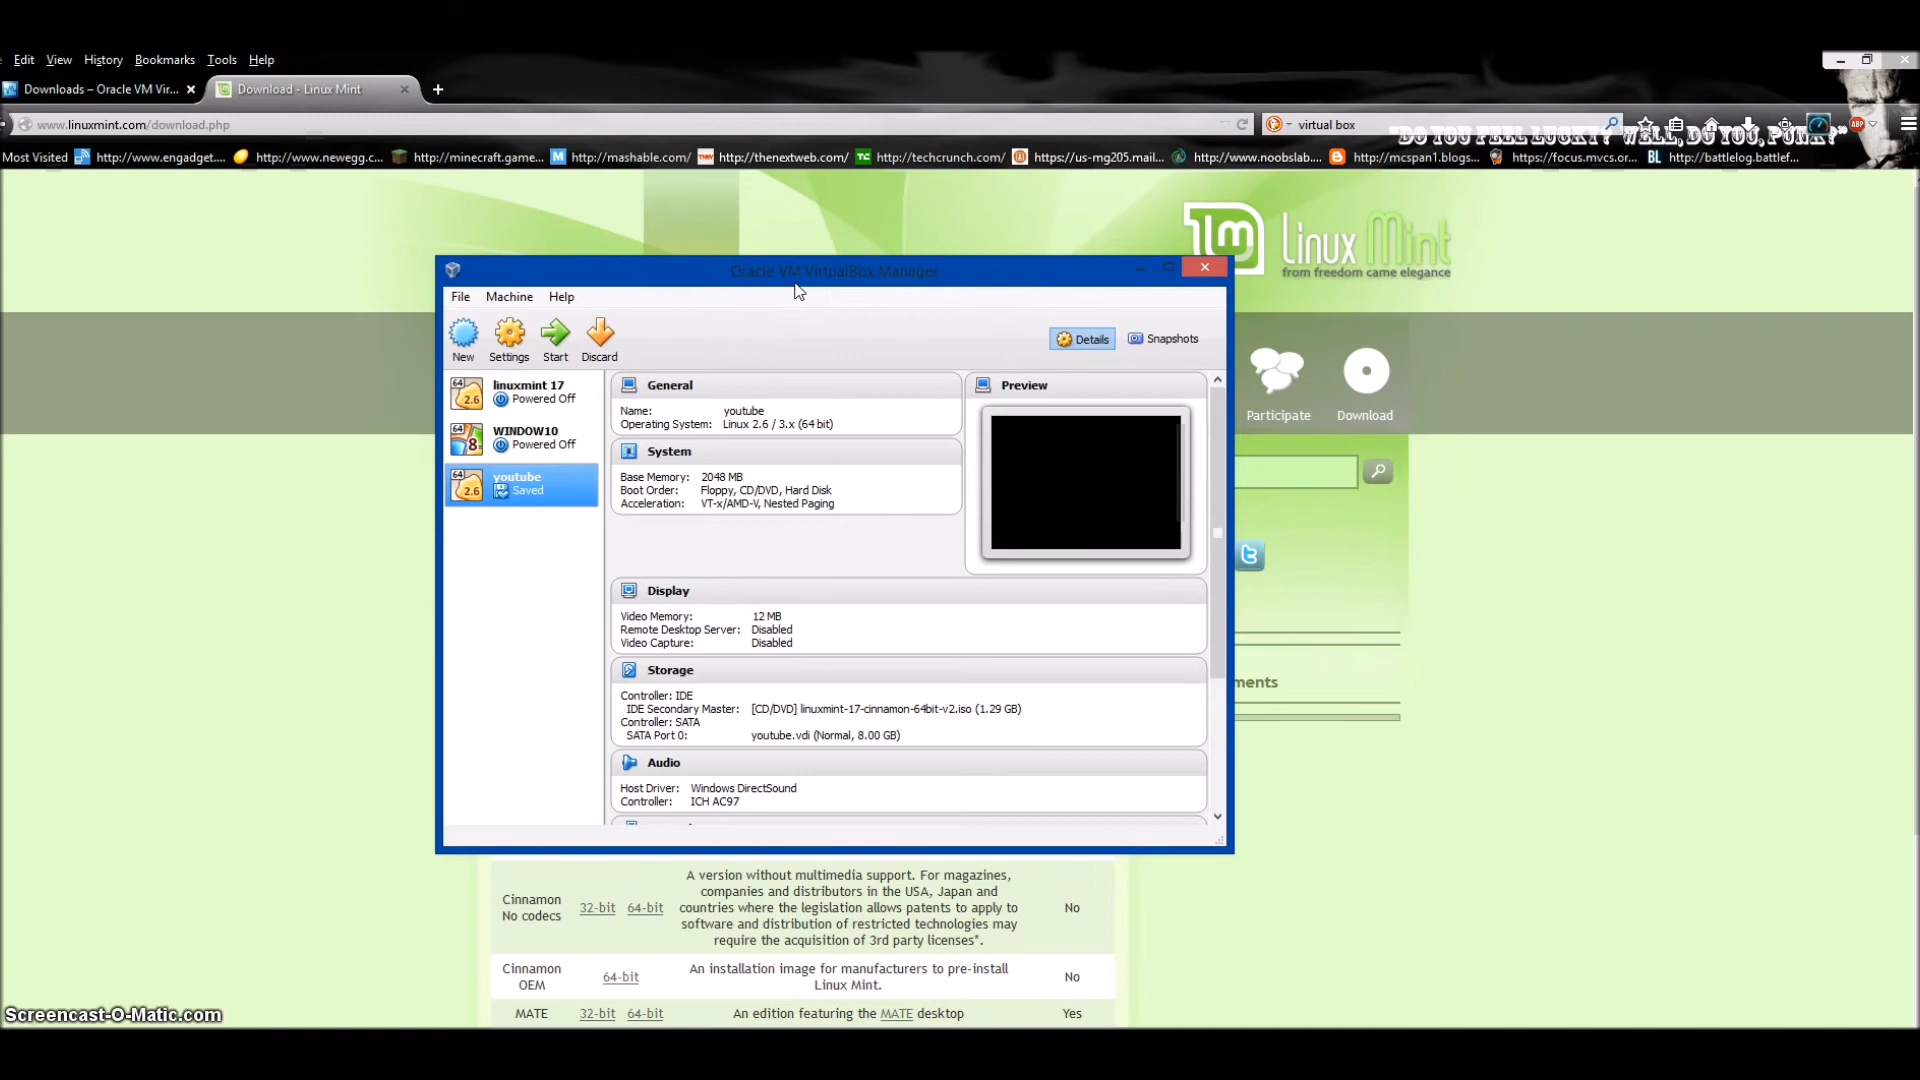 Edit View History Bookmarks Tools Help
Downloads – Oracle VM Vir... Download - Linux Mint
www.linuxmint.com/download.php virtual box
"DO YOU FEEL LUCKY? WELL, DO YOU, PUNK?"
Most Visited http://www.engadget.... http://www.newegg.c... http://minecraft.game... http://mashable.com/ http://thenextweb.com/ http://techcrunch.com/ https://us-mg205.mail... http://www.noobslab.... http://mcspan1.blogs... https://focus.mvcs.or... http://battlelog.battlef...
Linux Mint
from freedom came elegance
Oracle VM VirtualBox Manager
File Machine Help
New Settings Start Discard
Details Snapshots
Participate Download
linuxmint 17
Powered Off
WINDOW10
Powered Off
youtube
Saved
General
Name: youtube
Operating System: Linux 2.6 / 3.x (64 bit)
System
Base Memory: 2048 MB
Boot Order: Floppy, CD/DVD, Hard Disk
Acceleration: VT-x/AMD-V, Nested Paging
Preview
Display
Video Memory: 12 MB
Remote Desktop Server: Disabled
Video Capture: Disabled
Storage
Controller: IDE
IDE Secondary Master: [CD/DVD] linuxmint-17-cinnamon-64bit-v2.iso (1.29 GB)
Controller: SATA
SATA Port 0: youtube.vdi (Normal, 8.00 GB)
Audio
Host Driver: Windows DirectSound
Controller: ICH AC97
ments
Cinnamon No codecs 32-bit 64-bit
A version without multimedia support. For magazines,
companies and distributors in the USA, Japan and
countries where the legislation allows patents to apply to
software and distribution of restricted technologies may
require the acquisition of 3rd party licenses*.
No
Cinnamon OEM 64-bit
An installation image for manufacturers to pre-install
Linux Mint.
No
MATE 32-bit 64-bit An edition featuring the MATE desktop Yes
Screencast-O-Matic.com